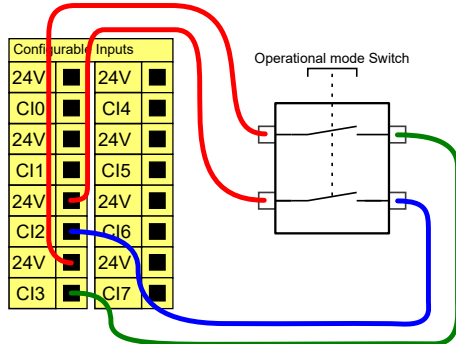 Configurable Inputs
24V 24V
CI0 CI4
24V 24V
CI1 CI5
24V 24V
CI2 CI6
24V 24V
CI3 CI7
Operational mode Switch